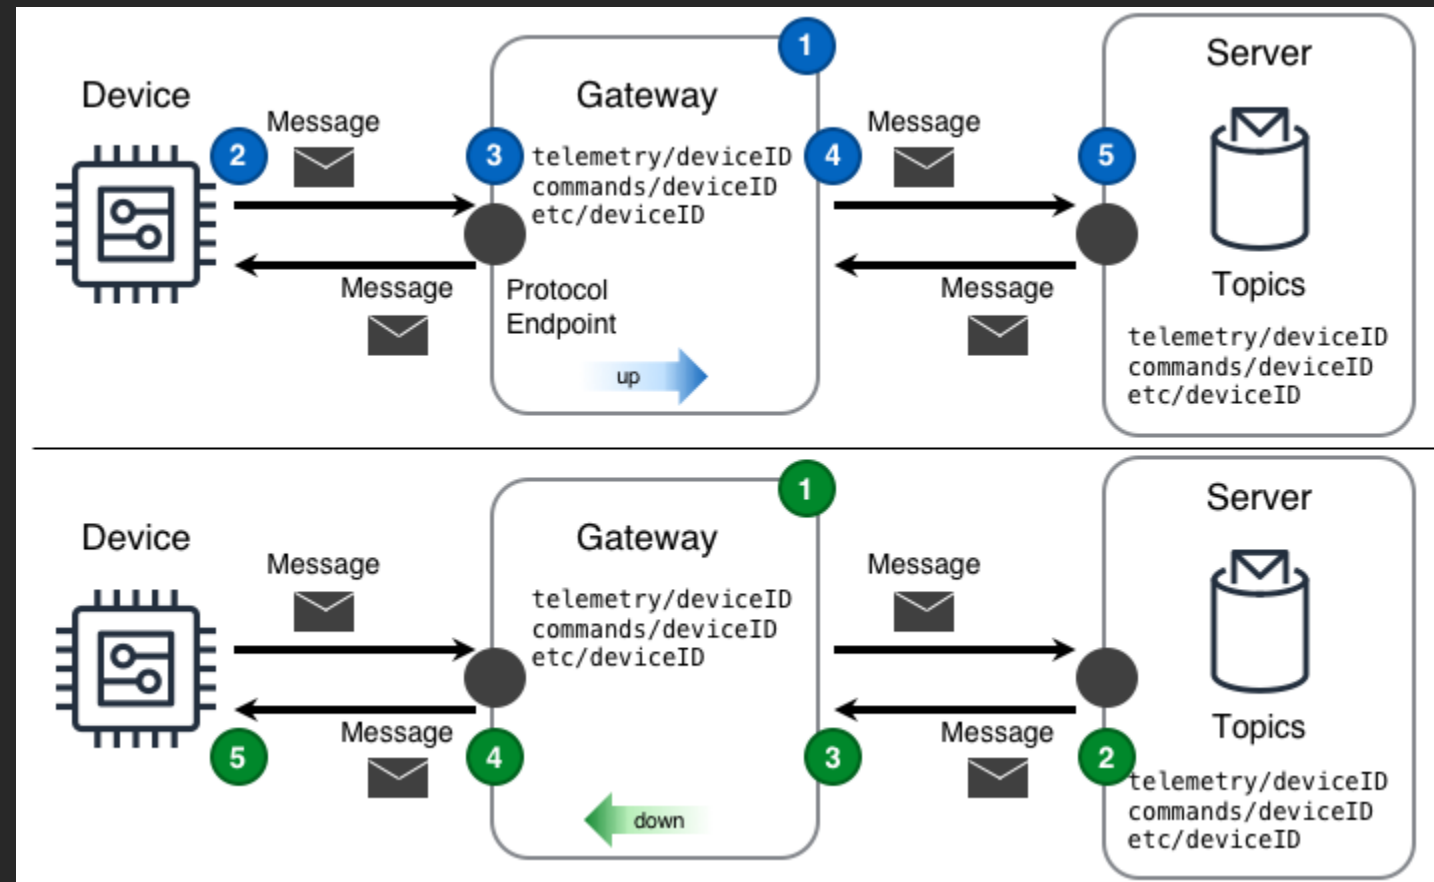 Device
Message
2
Message
Gateway
1
3
telemetry/deviceID
commands/deviceID
etc/deviceID
Protocol
Endpoint
up
4
Message
Message
Server
5
Topics
telemetry/deviceID
commands/deviceID
etc/deviceID
Device
Message
5
Message
Gateway
1
telemetry/deviceID
commands/deviceID
etc/deviceID
4
down
Message
3
Message
Server
2
Topics
telemetry/deviceID
commands/deviceID
etc/deviceID